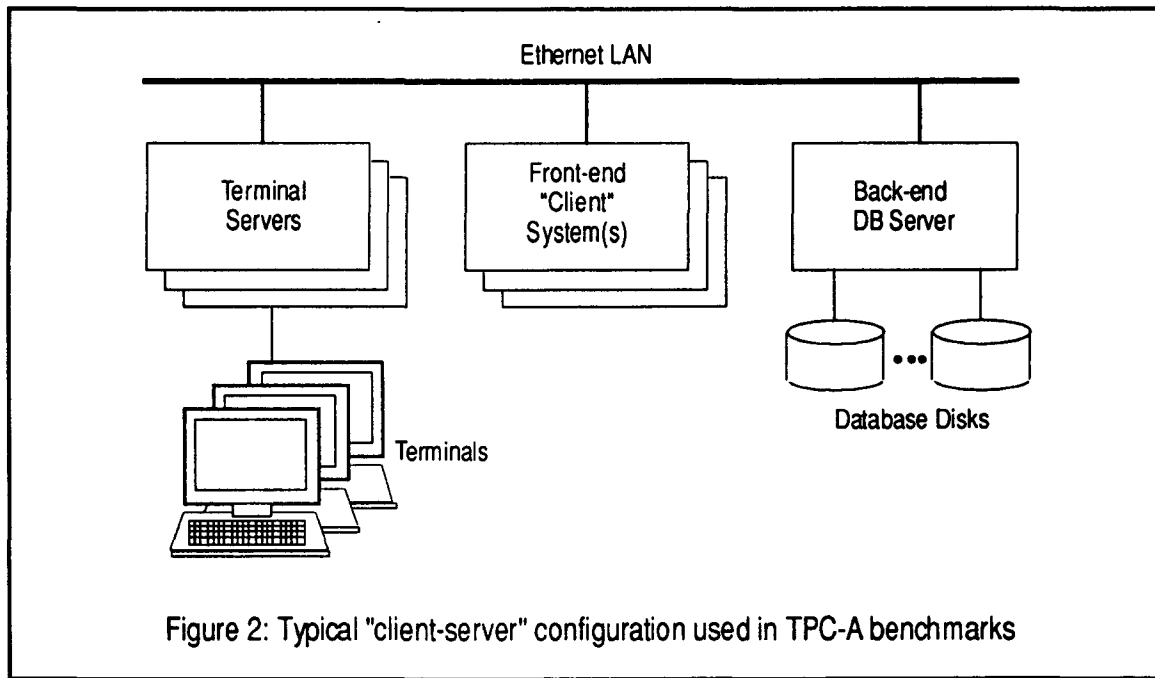 Ethernet LAN
Terminal
Servers
Front-end
"Client"
System(s)
Back-end
DB Server
Terminals
Database Disks
Figure 2: Typical "client-server" configuration used in TPC-A benchmarks